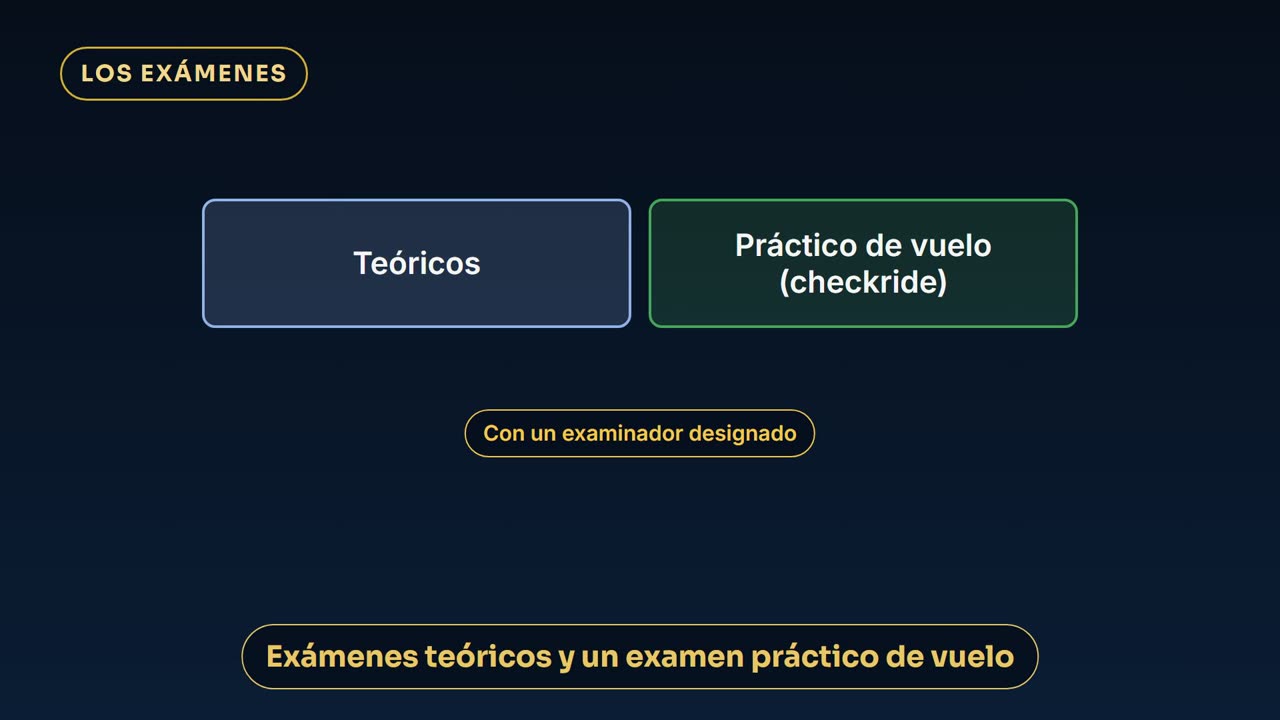 LOS EXÁMENES
Teóricos
Práctico de vuelo
(checkride)
Con un examinador designado
Exámenes teóricos y un examen práctico de vuelo